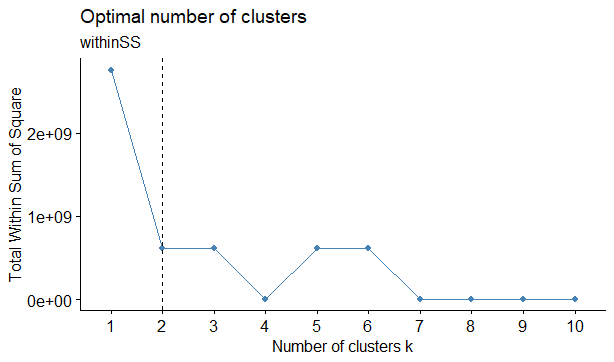 Optimal number of clusters
withinSS
Total Within Sum of Square
2e+09
1e+09
0e+00
1 2 3 4 5 6 7 8 9 10
Number of clusters k